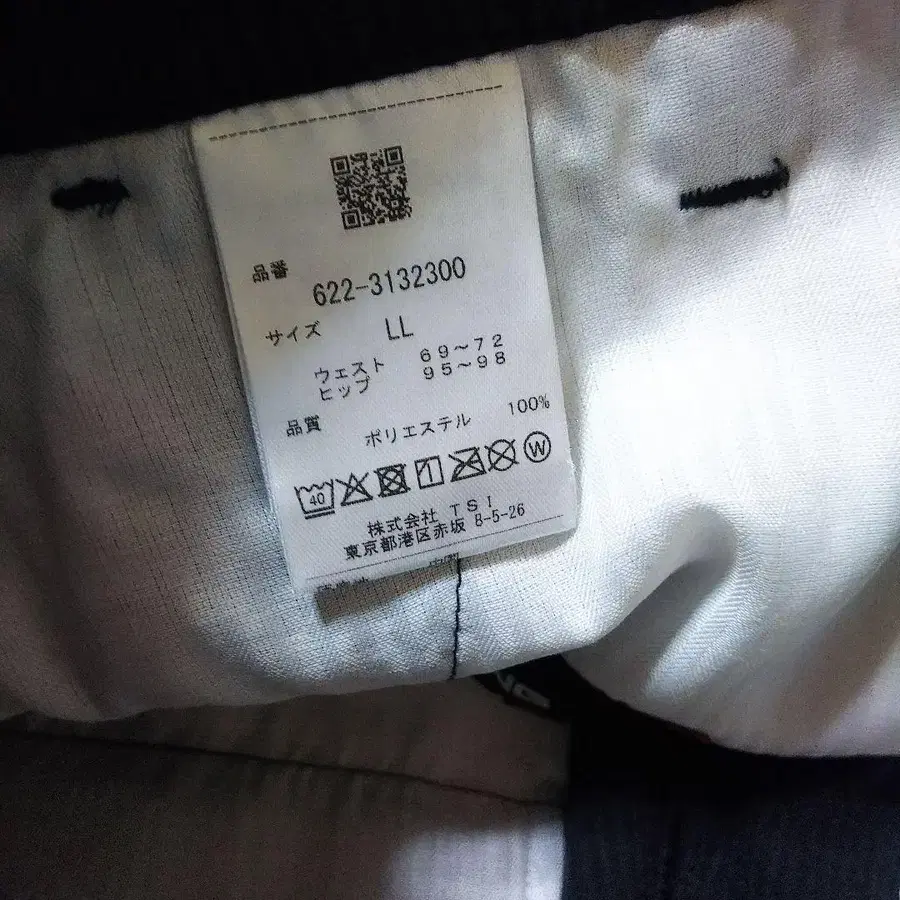 品番
622-3132300
サイズ LL
ウェスト 69～72
ヒップ 95～98
品質
ポリエステル 100%
40
W
株式会社 TSI
東京都港区赤坂 8-5-26